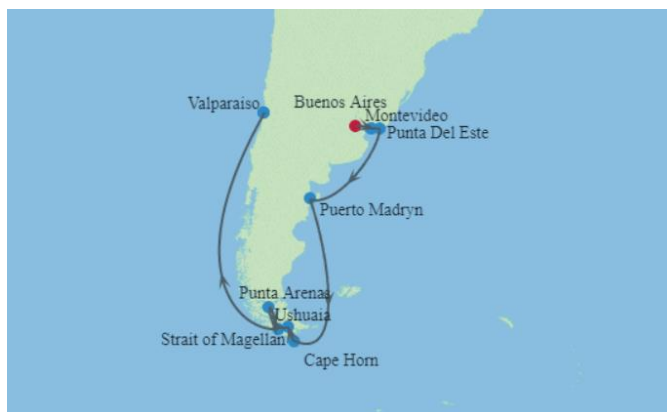 Buenos Aires
Valparaiso
Montevideo
Punta Del Este
Puerto Madryn
Punta Arenas
Ushuaia
Strait of Magellan
Cape Horn